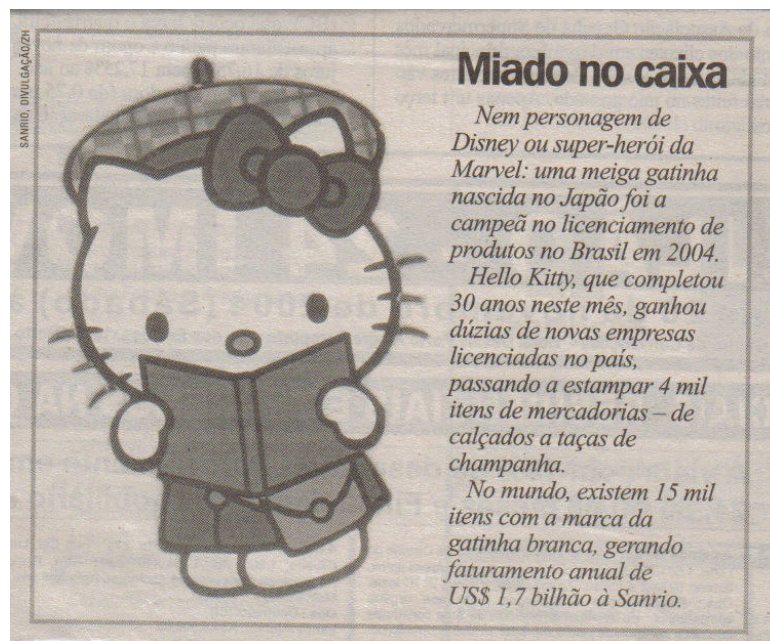 SANRIO, DIVULGAÇÃO/ZH
Miado no caixa
Nem personagem de
Disney ou super-herói da
Marvel: uma meiga gatinha
nascida no Japão foi a
campeã no licenciamento de
produtos no Brasil em 2004.
Hello Kitty, que completou
30 anos neste mês, ganhou
dúzias de novas empresas
licenciadas no país,
passando a estampar 4 mil
itens de mercadorias – de
calçados a taças de
champanha.
No mundo, existem 15 mil
itens com a marca da
gatinha branca, gerando
faturamento anual de
US$ 1,7 bilhão à Sanrio.